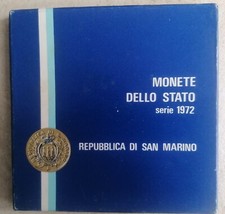 MONETE
DELLO STATO
serie 1972
REPUBBLICA DI SAN MARINO